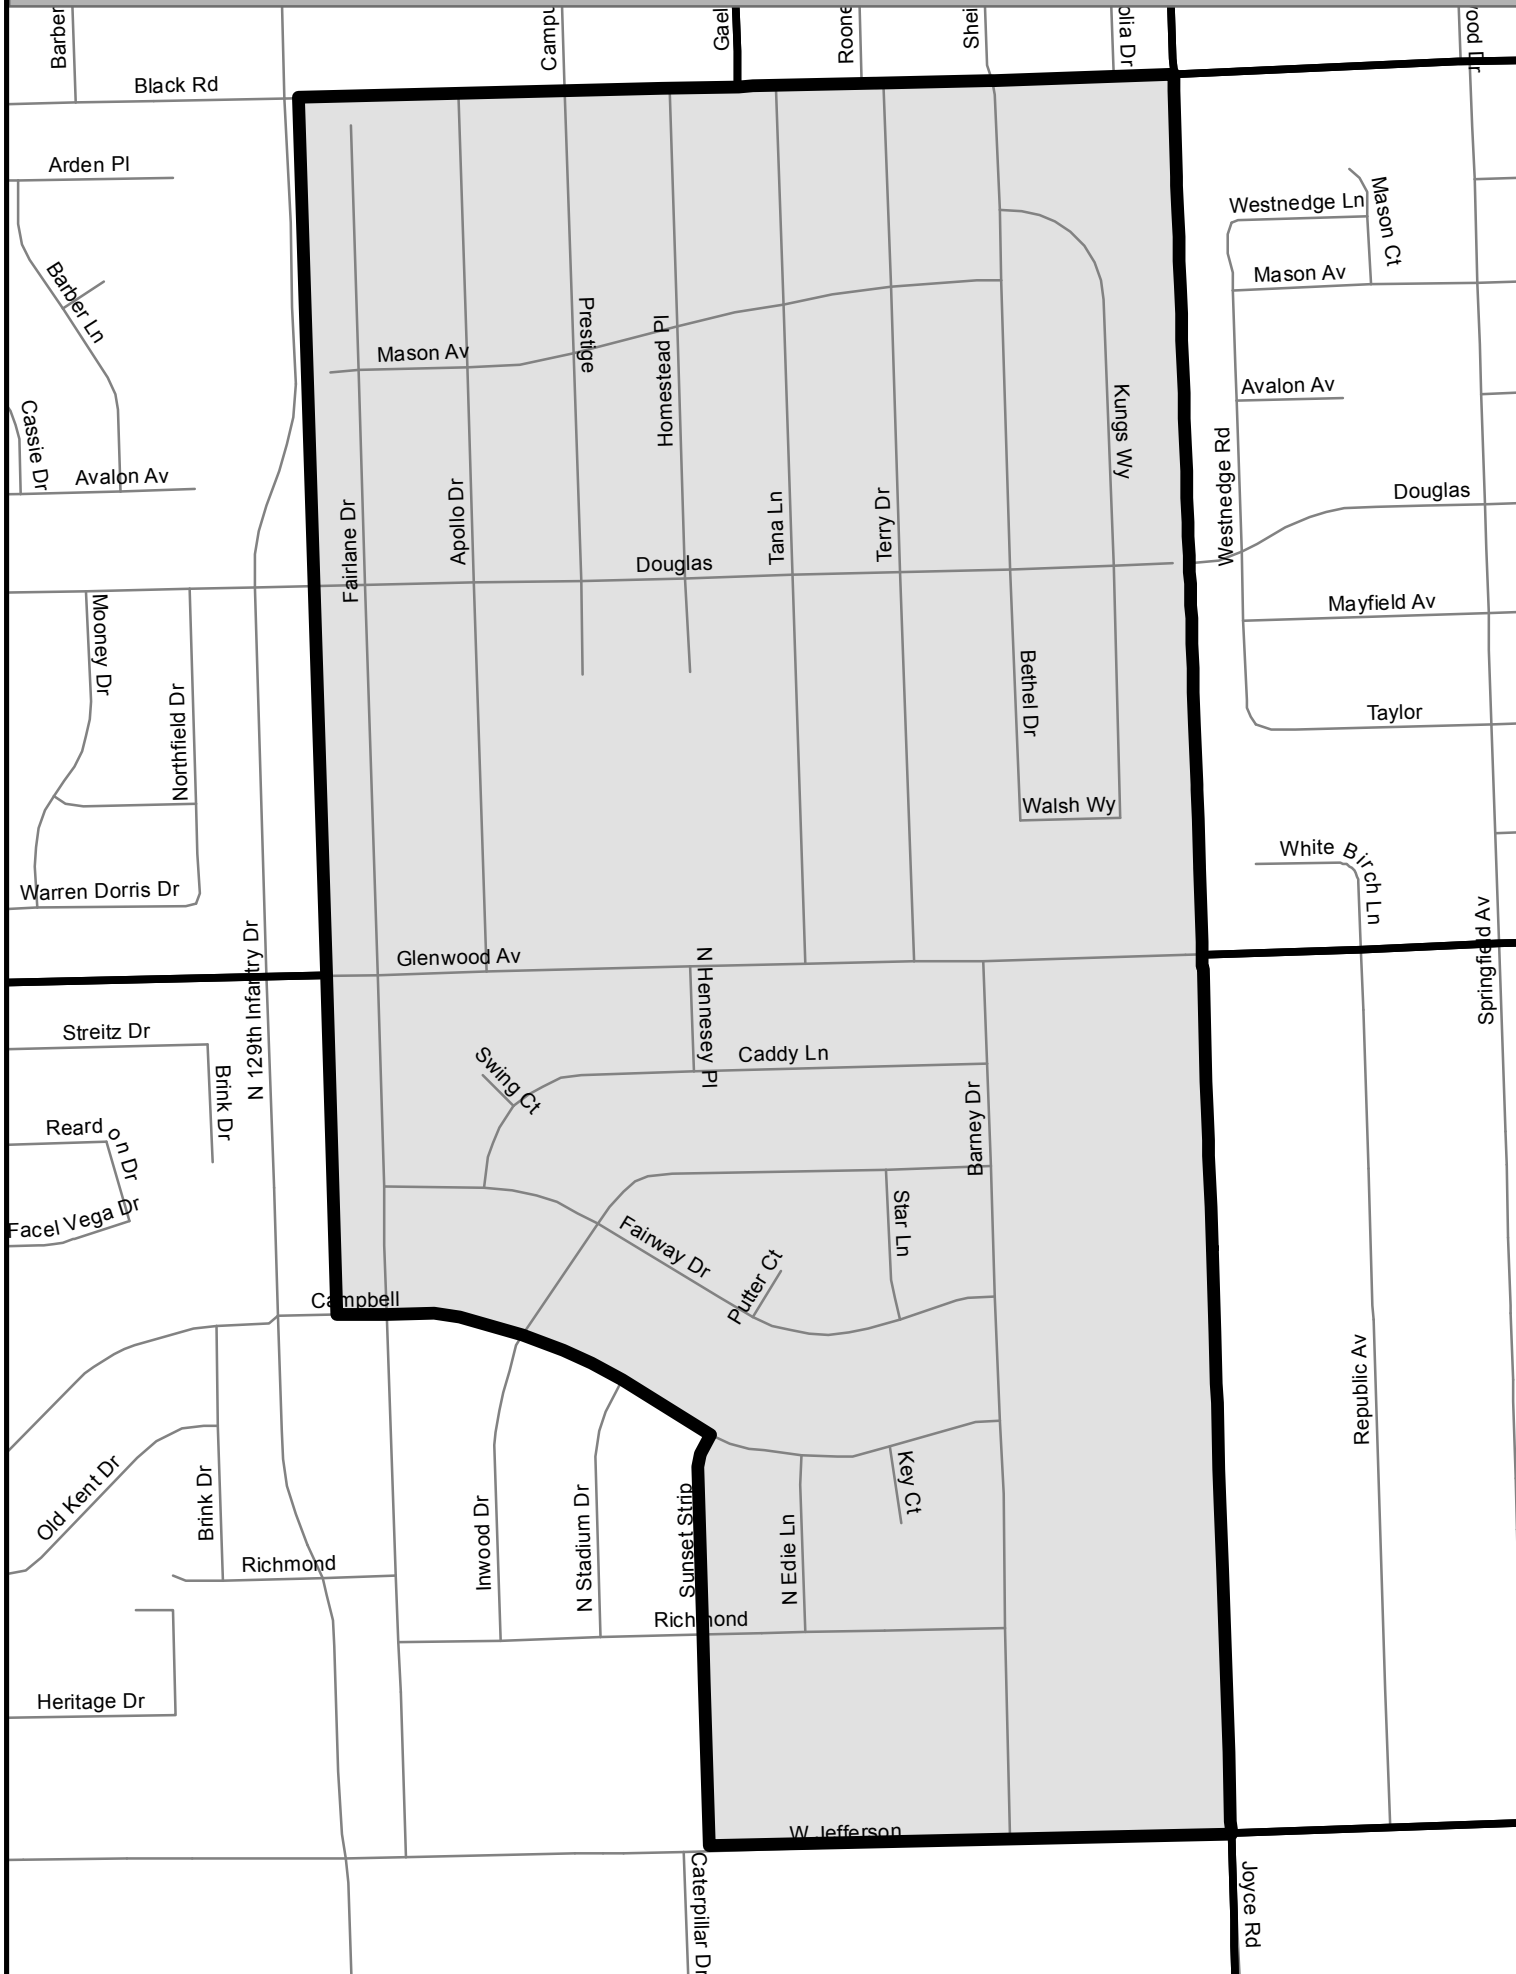 Barber
Campu
Gael
Roone
Shei
olia Dr
ood Dr
Black Rd
Arden Pl
Westnedge Ln
Mason Ct
Barber Ln
Mason Av
Prestige
Homestead Pl
Mason Av
Cassie Dr
Avalon Av
Kungs Wy
Avalon Av
Westnedge Rd
Fairlane Dr
Apollo Dr
Tana Ln
Terry Dr
Douglas
Douglas
Mooney Dr
Northfield Dr
Mayfield Av
Bethel Dr
Taylor
Walsh Wy
White Birch Ln
Warren Dorris Dr
N 129th Infantry Dr
Glenwood Av
N Hennesey Pl
Springfield Av
Streitz Dr
Brink Dr
Swing Ct
Caddy Ln
Barney Dr
Reardon Dr
Facel Vega Dr
Fairway Dr
Putter Ct
Star Ln
Campbell
Republic Av
Old Kent Dr
Brink Dr
Inwood Dr
N Stadium Dr
Sunset Strip
N Edie Ln
Key Ct
Richmond
Richmond
Heritage Dr
W Jefferson
Caterpillar Dr
Joyce Rd